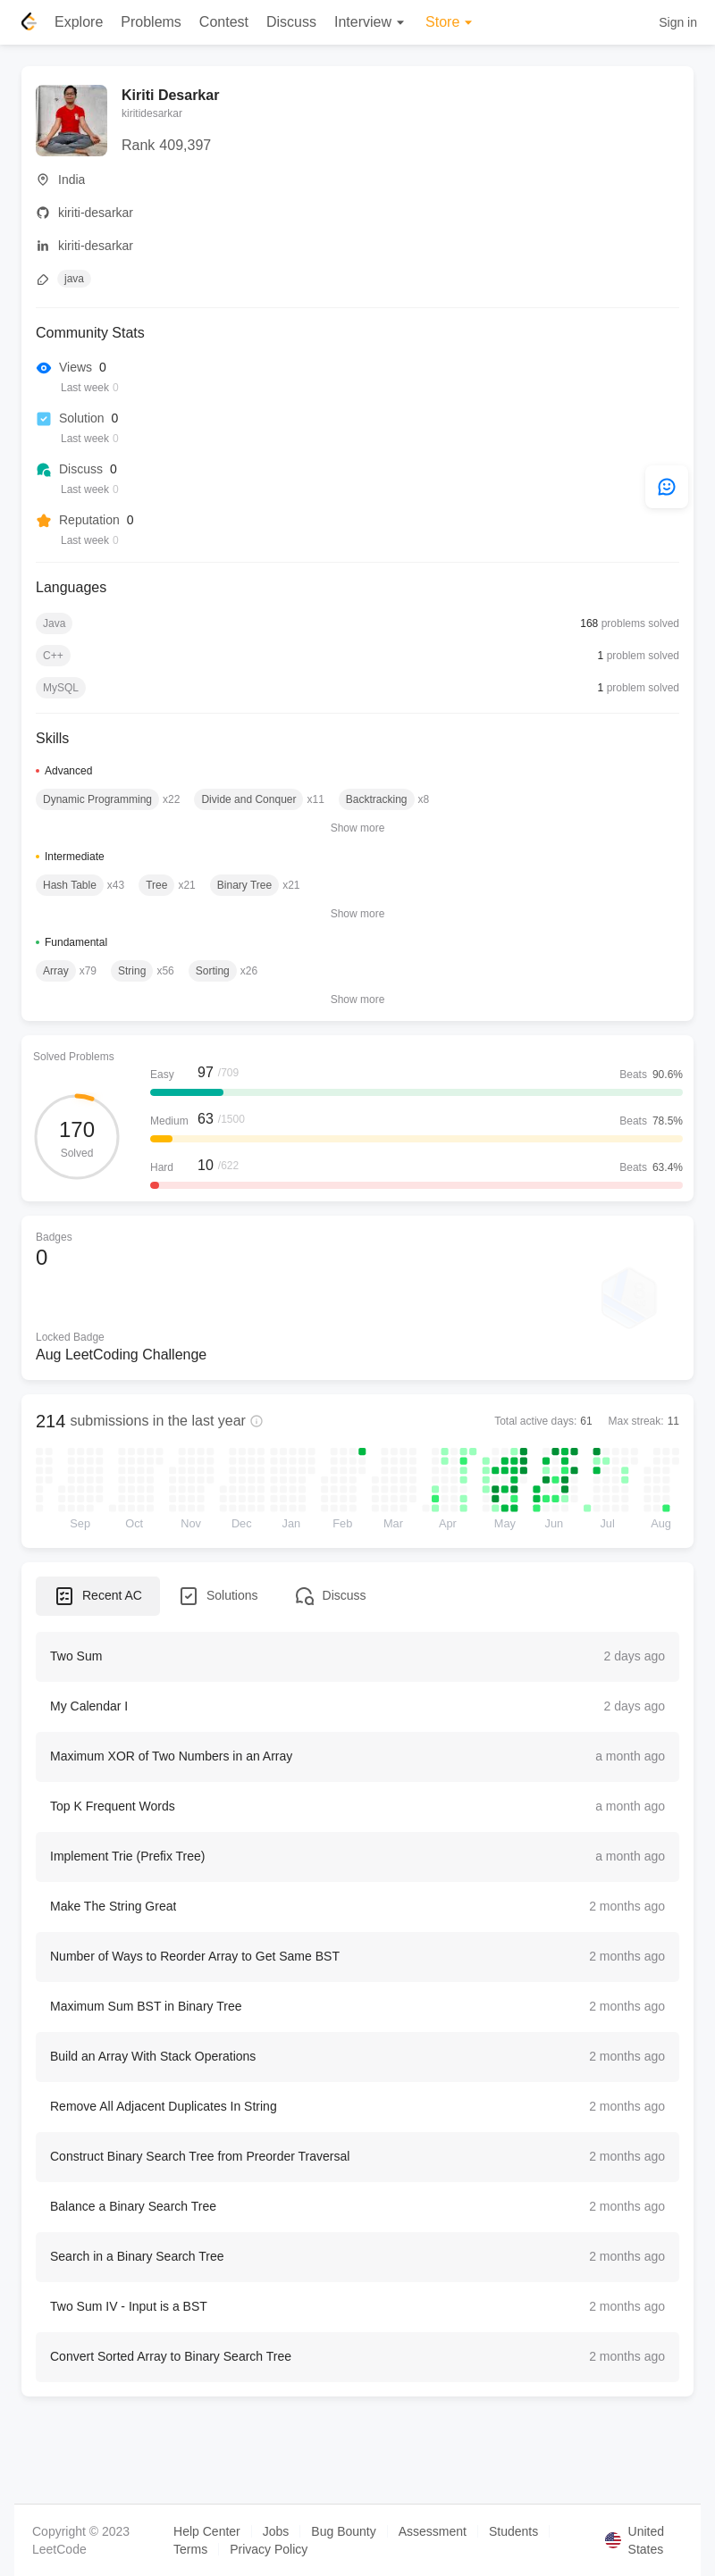 Explore Problems Contest Discuss Interview Store Sign in
Kiriti Desarkar
kiritidesarkar
Rank 409,397
India
kiriti-desarkar
kiriti-desarkar
java
Community Stats
Views 0
Last week 0
Solution 0
Last week 0
Discuss 0
Last week 0
Reputation 0
Last week 0
Languages
Java 168 problems solved
C++ 1 problem solved
MySQL 1 problem solved
Skills
Advanced
Dynamic Programming x22 Divide and Conquer x11 Backtracking x8
Show more
Intermediate
Hash Table x43 Tree x21 Binary Tree x21
Show more
Fundamental
Array x79 String x56 Sorting x26
Show more
Solved Problems
170
Solved
Easy 97 /709 Beats 90.6%
Medium 63 /1500 Beats 78.5%
Hard 10 /622 Beats 63.4%
Badges
0
Locked Badge
Aug LeetCoding Challenge
214 submissions in the last year Total active days: 61 Max streak: 11
Sep Oct Nov Dec Jan Feb Mar Apr May Jun Jul Aug
Recent AC Solutions Discuss
Two Sum 2 days ago
My Calendar I 2 days ago
Maximum XOR of Two Numbers in an Array a month ago
Top K Frequent Words a month ago
Implement Trie (Prefix Tree) a month ago
Make The String Great 2 months ago
Number of Ways to Reorder Array to Get Same BST 2 months ago
Maximum Sum BST in Binary Tree 2 months ago
Build an Array With Stack Operations 2 months ago
Remove All Adjacent Duplicates In String 2 months ago
Construct Binary Search Tree from Preorder Traversal 2 months ago
Balance a Binary Search Tree 2 months ago
Search in a Binary Search Tree 2 months ago
Two Sum IV - Input is a BST 2 months ago
Convert Sorted Array to Binary Search Tree 2 months ago
Copyright © 2023 LeetCode
Help Center Jobs Bug Bounty Assessment Students
Terms Privacy Policy
United States